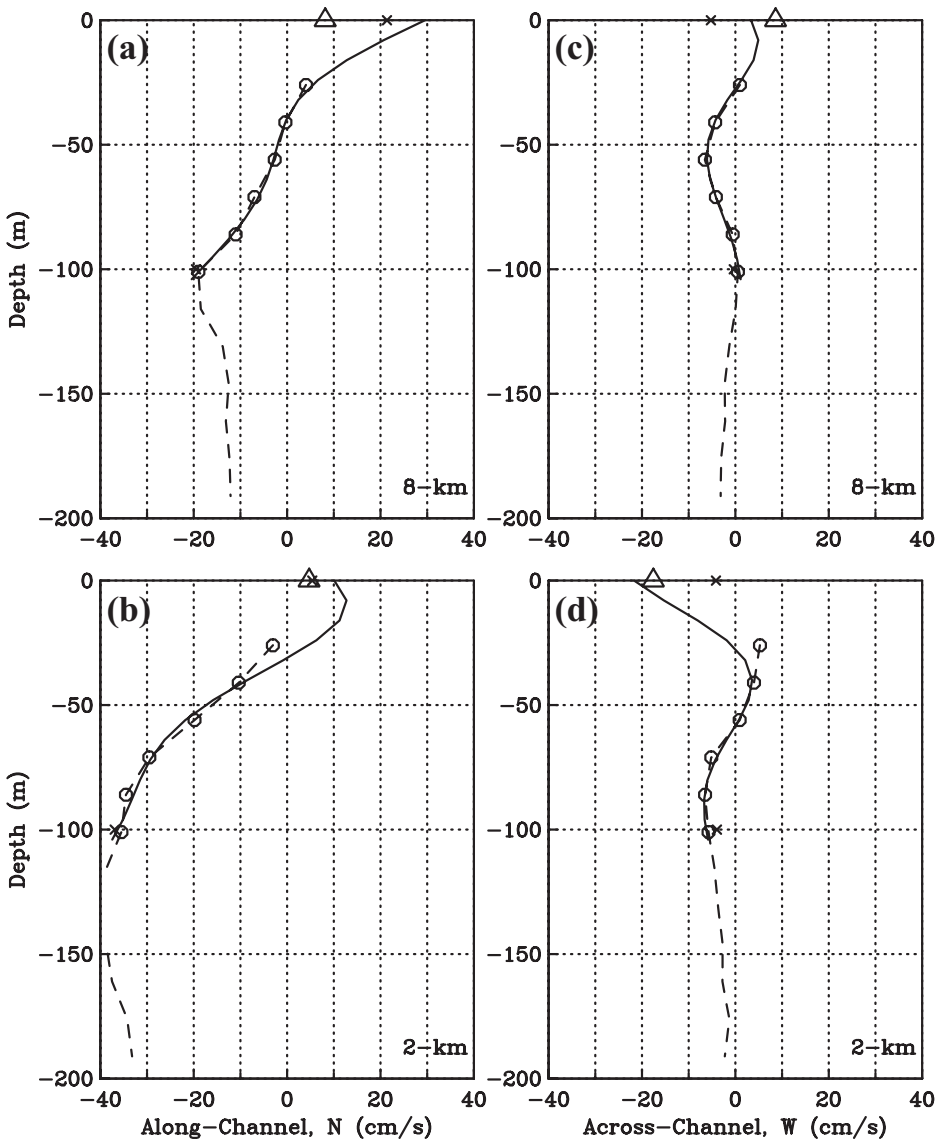 (a)
0
−50
−100
−150
−200
Depth (m)
8−km
−40 −20 0 20 40
(c)
0
−50
−100
−150
−200
8−km
−40 −20 0 20 40
(b)
0
−50
−100
−150
−200
Depth (m)
2−km
−40 −20 0 20 40
Along−Channel, N (cm/s)
(d)
0
−50
−100
−150
−200
2−km
−40 −20 0 20 40
Across−Channel, W (cm/s)